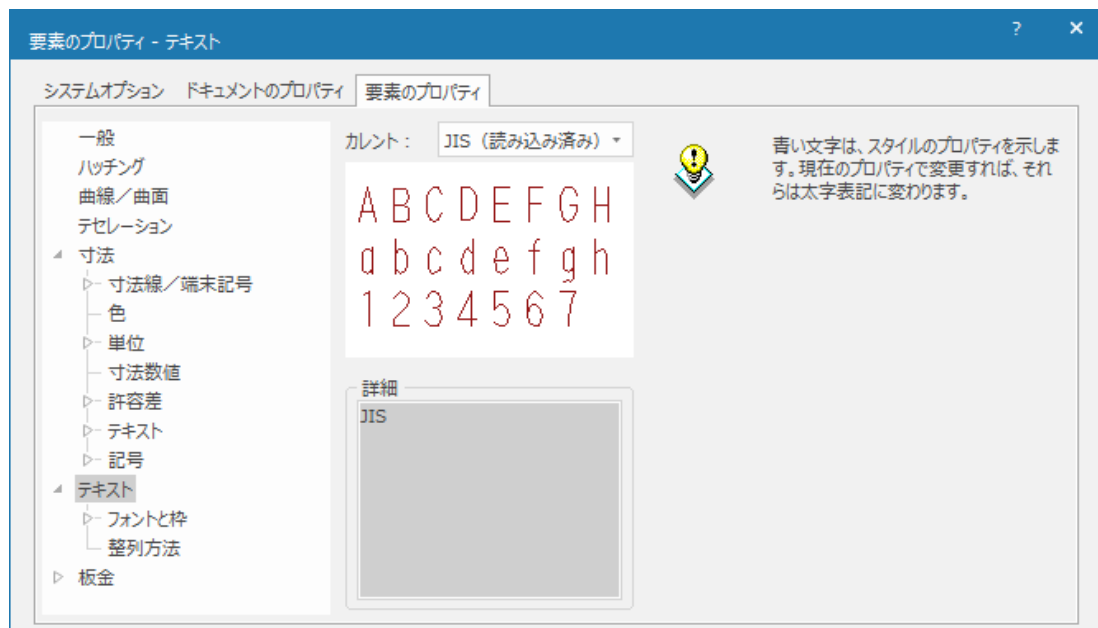 要素のプロパティ - テキスト
? ×
システムオプション ドキュメントのプロパティ 要素のプロパティ
一般
ハッチング
曲線／曲面
テセレーション
寸法
寸法線／端末記号
色
単位
寸法数値
許容差
テキスト
記号
テキスト
フォントと枠
整列方法
板金
カレント： JIS（読み込み済み）
A B C D E F G H
a b c d e f g h
1 2 3 4 5 6 7
詳細
JIS
青い文字は、スタイルのプロパティを示しま
す。現在のプロパティで変更すれば、それ
らは太字表記に変わります。